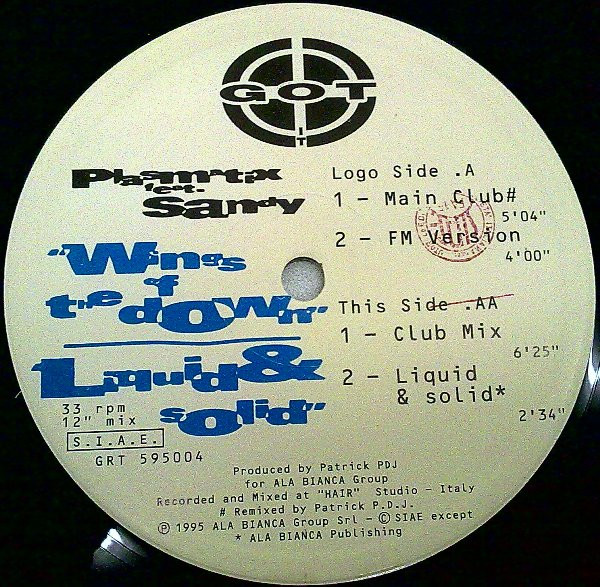 GOT
IT
Plasmatix
feat.
Sandy
"Wings
of
the down"
Liquid &
solid"
33 rpm
12" mix
S.I.A.E.
GRT 595004
Logo Side .A
1 - Main Club#
5'04"
2 - FM Version
4'00"
This Side .AA
1 - Club Mix
6'25"
2 - Liquid
& solid*
2'34"
Produced by Patrick PDJ
for ALA BIANCA Group
Recorded and Mixed at "HAIR" Studio - Italy
# Remixed by Patrick P.D.J.
℗ 1995 ALA BIANCA Group Srl - © SIAE except
* ALA BIANCA Publishing